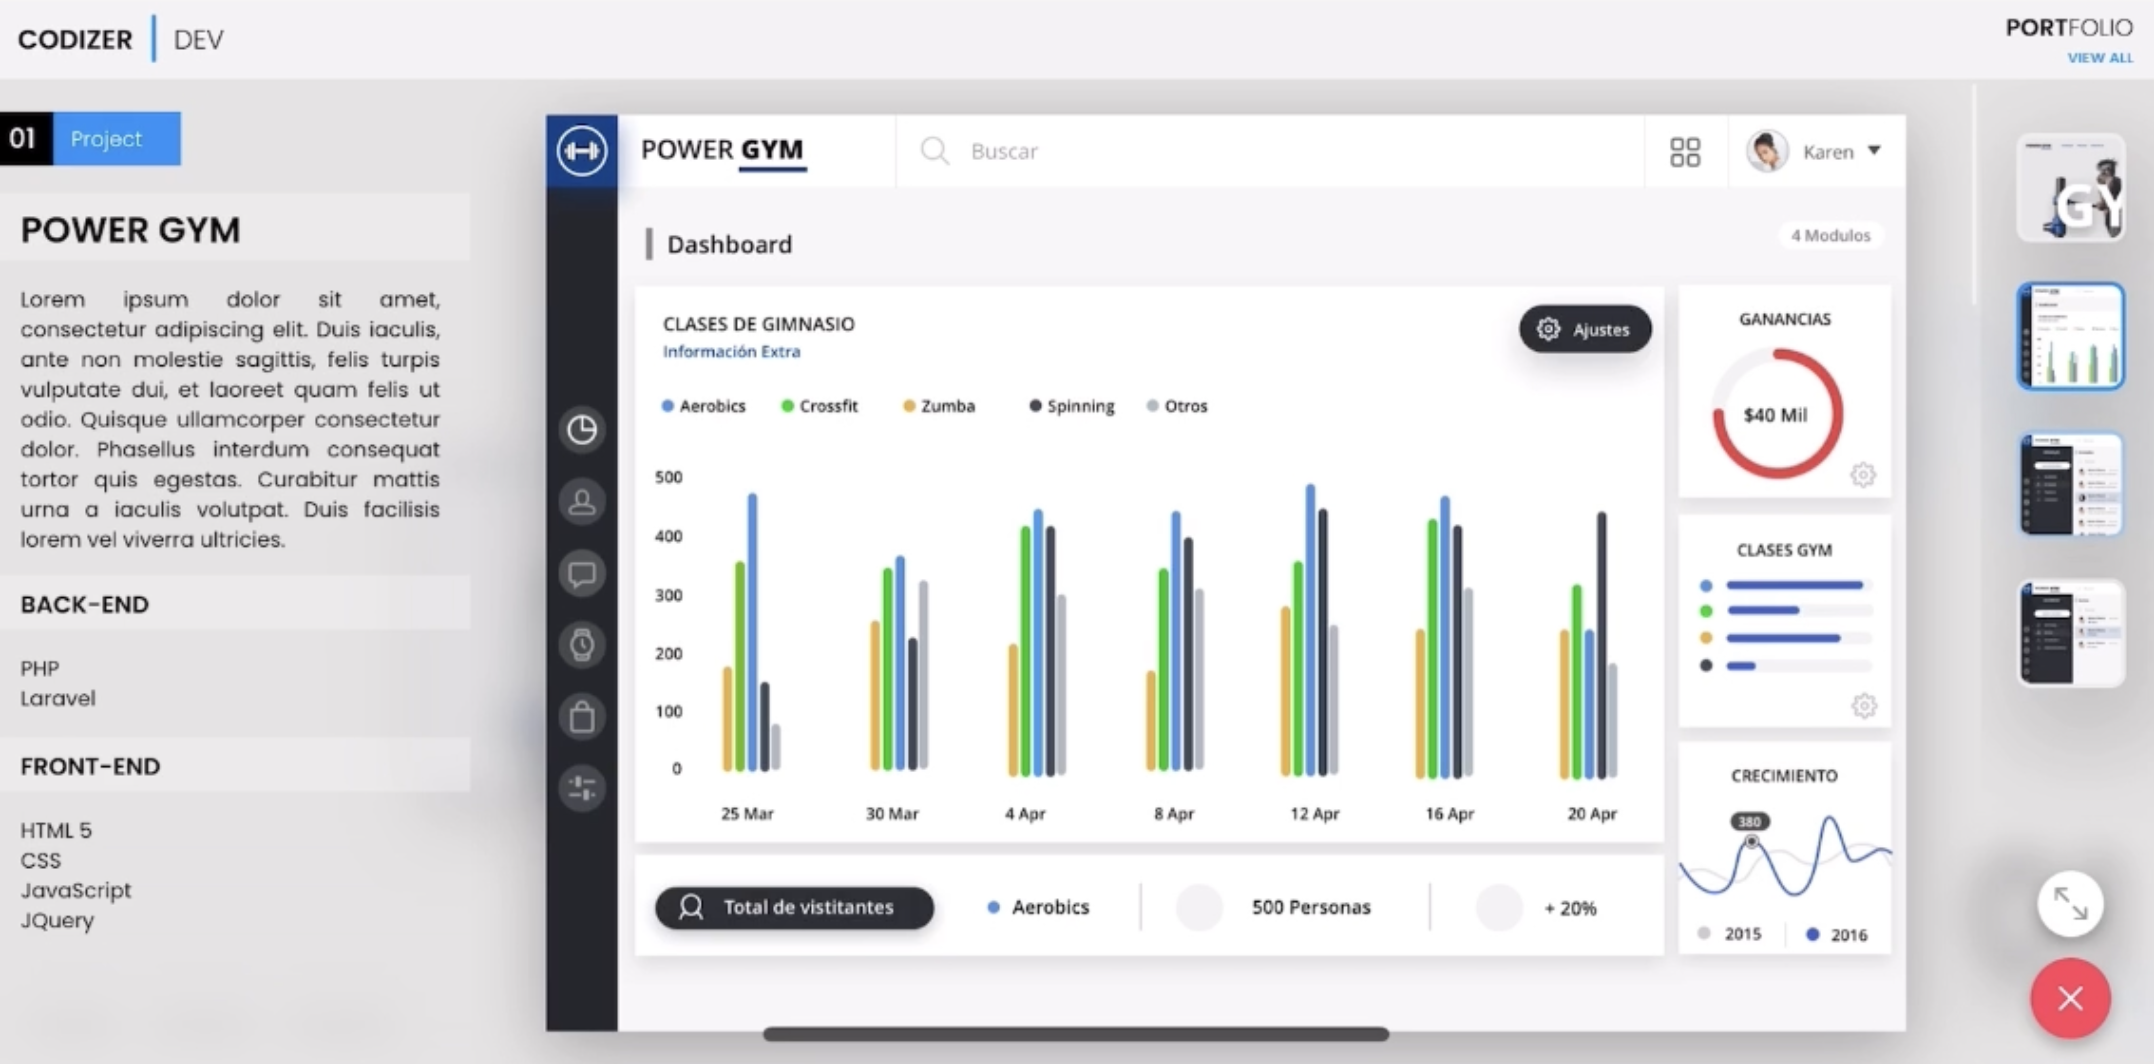 CODIZER DEV
PORTFOLIO
VIEW ALL
01 Project
POWER GYM
Lorem ipsum dolor sit amet,
consectetur adipiscing elit. Duis iaculis,
ante non molestie sagittis, felis turpis
vulputate dui, et laoreet quam felis ut
odio. Quisque ullamcorper consectetur
dolor. Phasellus interdum consequat
tortor quis egestas. Curabitur mattis
urna a iaculis volutpat. Duis facilisis
lorem vel viverra ultricies.
BACK-END
PHP
Laravel
FRONT-END
HTML 5
CSS
JavaScript
JQuery
POWER GYM
Buscar
Karen
Dashboard
4 Modulos
CLASES DE GIMNASIO
Información Extra
Ajustes
Aerobics Crossfit Zumba Spinning Otros
500
400
300
200
100
0
25 Mar 30 Mar 4 Apr 8 Apr 12 Apr 16 Apr 20 Apr
Total de vistitantes Aerobics 500 Personas + 20%
GANANCIAS
$40 Mil
CLASES GYM
CRECIMIENTO
380
2015 2016
GY